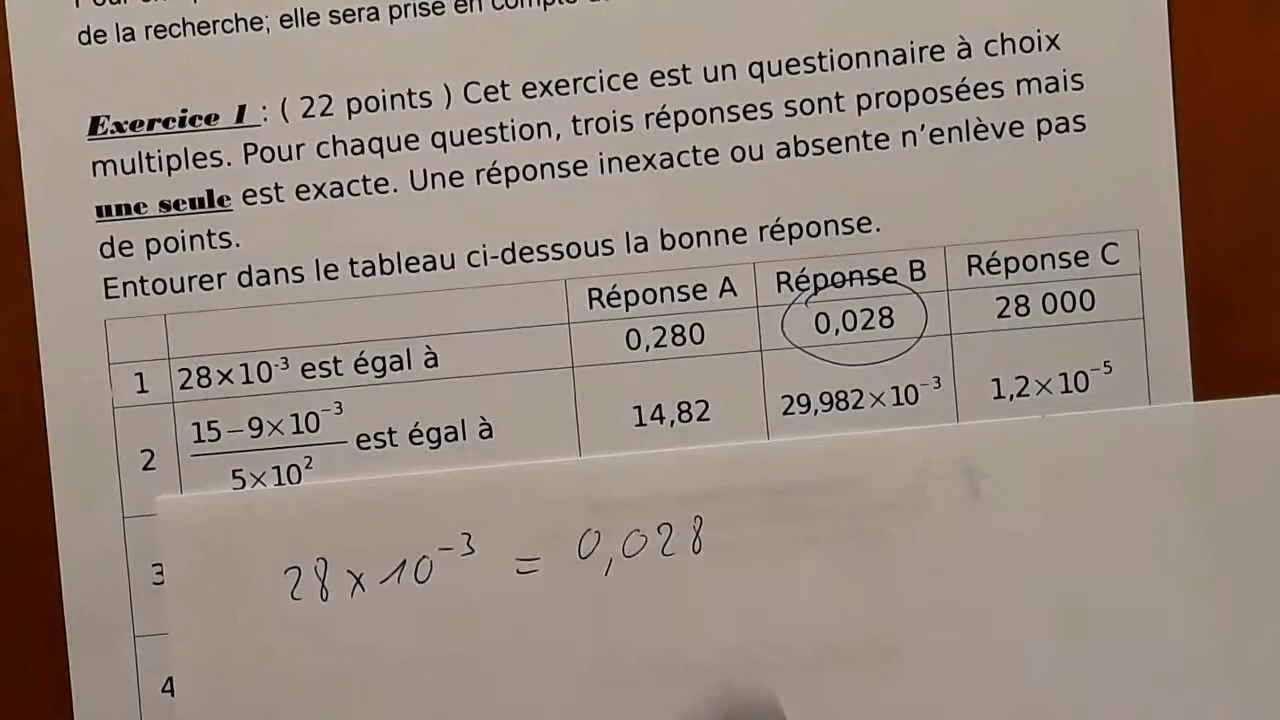 de la recherche; elle sera prise en
Exercice 1 : ( 22 points ) Cet exercice est un questionnaire à choix
multiples. Pour chaque question, trois réponses sont proposées mais
une seule est exacte. Une réponse inexacte ou absente n’enlève pas
de points.
Entourer dans le tableau ci-dessous la bonne réponse.
Réponse A Réponse B Réponse C
1 28×10⁻³ est égal à 0,280 0,028 28 000
2 (15−9×10⁻³)/(5×10²) est égal à 14,82 29,982×10⁻³ 1,2×10⁻⁵
3
28×10⁻³ = 0,028
4